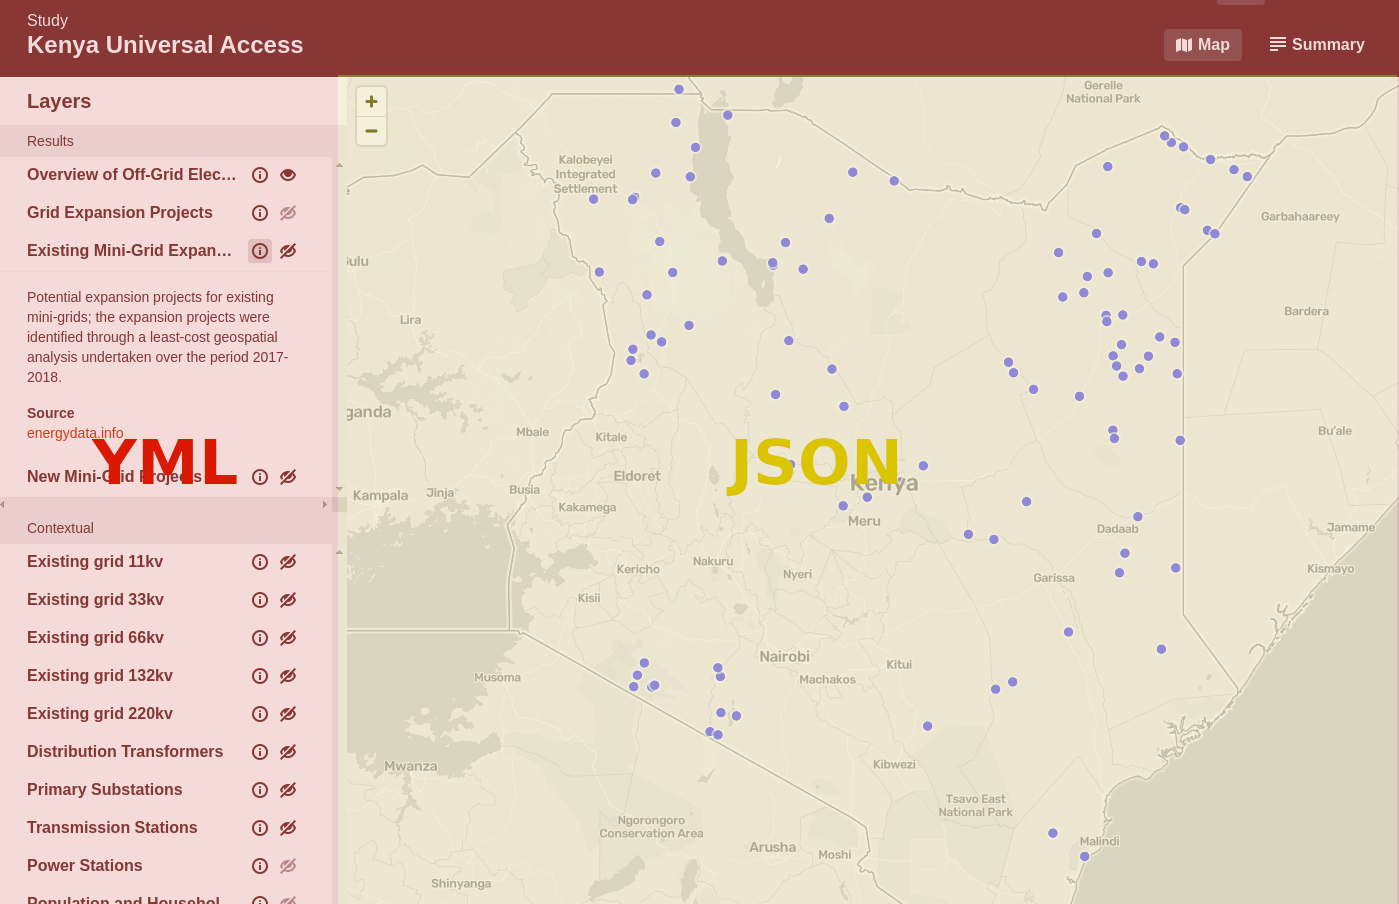 Study
Kenya Universal Access
Map
Summary
Layers
Results
Overview of Off-Grid Elec...
Grid Expansion Projects
Existing Mini-Grid Expan...
Potential expansion projects for existing
mini-grids; the expansion projects were
identified through a least-cost geospatial
analysis undertaken over the period 2017-
2018.
Source
energydata.info
YML
New Mini-Grid Projects
Contextual
Existing grid 11kv
Existing grid 33kv
Existing grid 66kv
Existing grid 132kv
Existing grid 220kv
Distribution Transformers
Primary Substations
Transmission Stations
Power Stations
Population and Househol
Gerelle
National Park
Kalobeyei
Integrated
Settlement
Garbahaareey
Lira
Bardera
Mbale
Kitale
Bu'ale
JSON
Eldoret
Kenya
Kampala
Jinja
Busia
Kakamega
Meru
Dadaab
Jamame
Kericho
Nakuru
Nyeri
Garissa
Kismayo
Kisii
Nairobi
Kitui
Musoma
Machakos
Mwanza
Kibwezi
Tsavo East
National Park
Ngorongoro
Conservation Area
Arusha
Moshi
Malindi
Shinyanga